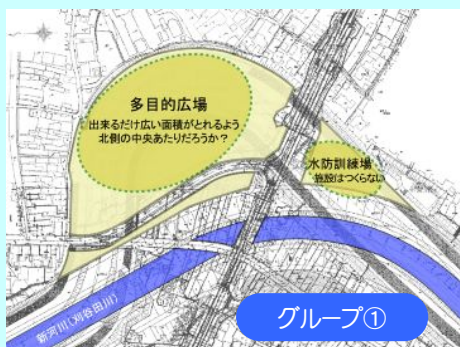 多目的広場
出来るだけ広い面積がとれるよう
北側の中央あたりだろうか？
水防訓練場
施設はつくらない
新河川（刈谷田川）
グループ①